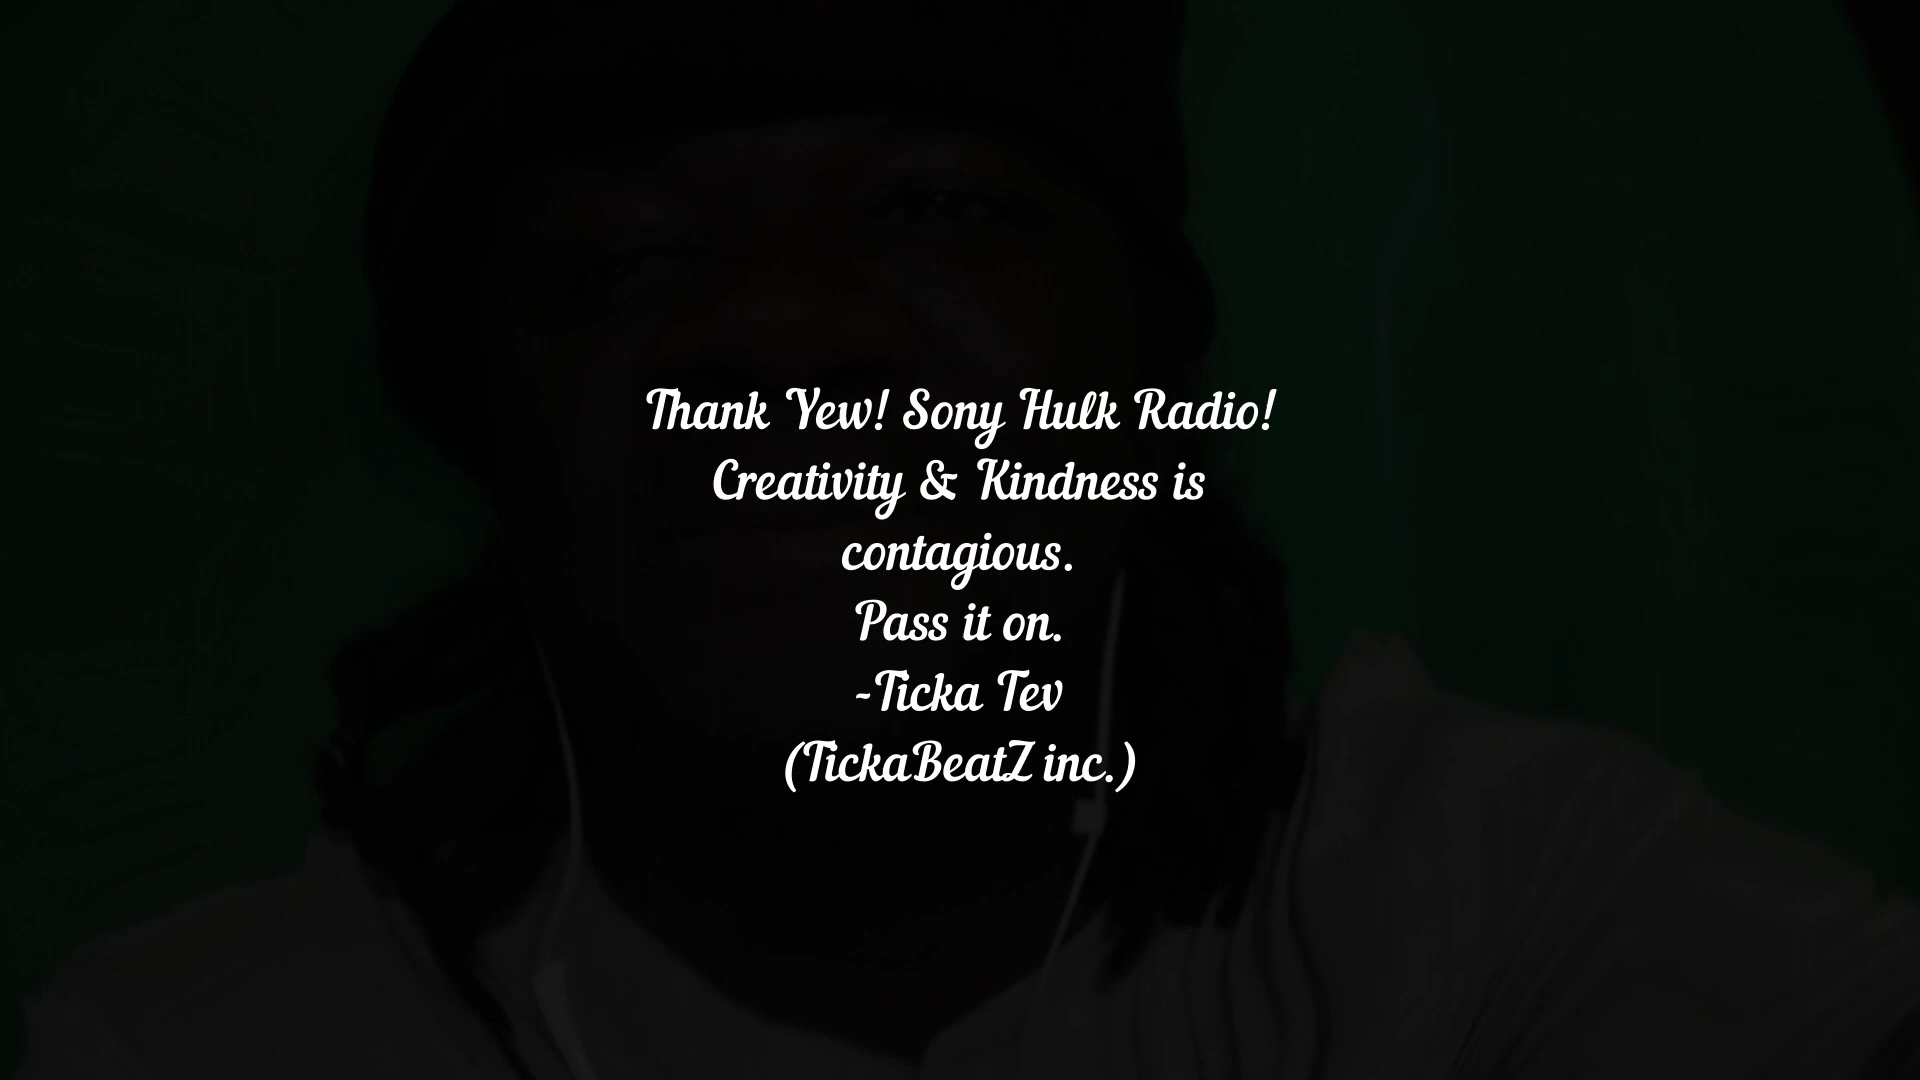 Thank Yew! Sony Hulk Radio!
Creativity & Kindness is
contagious.
Pass it on.
~Ticka Tev
(TickaBeatZ inc.)